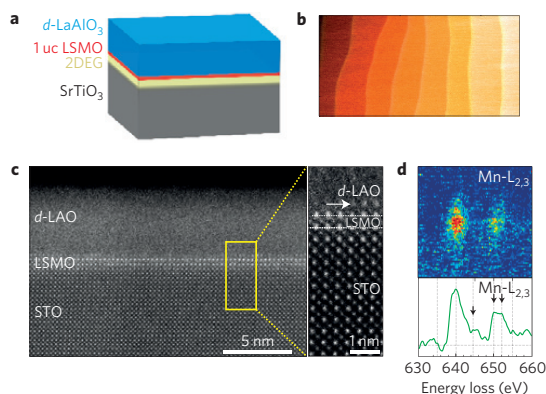 a
d-LaAlO₃
1 uc LSMO
2DEG
SrTiO₃
b
c
d-LAO
LSMO
STO
5 nm
d-LAO
LSMO
STO
1 nm
d
Mn-L₂,₃
Mn-L₂,₃
630 640 650 660
Energy loss (eV)